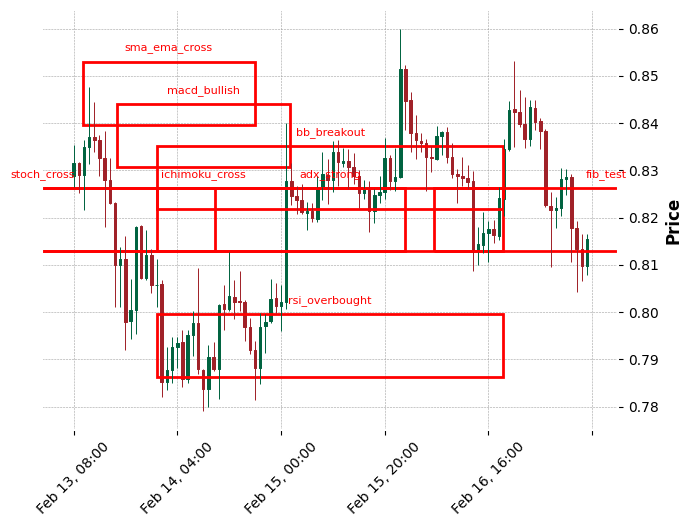 0.86
sma_ema_cross
0.85
macd_bullish
0.84
bb_breakout
0.83
stoch_cross
ichimoku_cross
adx_strong
fib_test
0.82
Price
0.81
rsi_overbought
0.80
0.79
0.78
Feb 13, 08:00
Feb 14, 04:00
Feb 15, 00:00
Feb 15, 20:00
Feb 16, 16:00